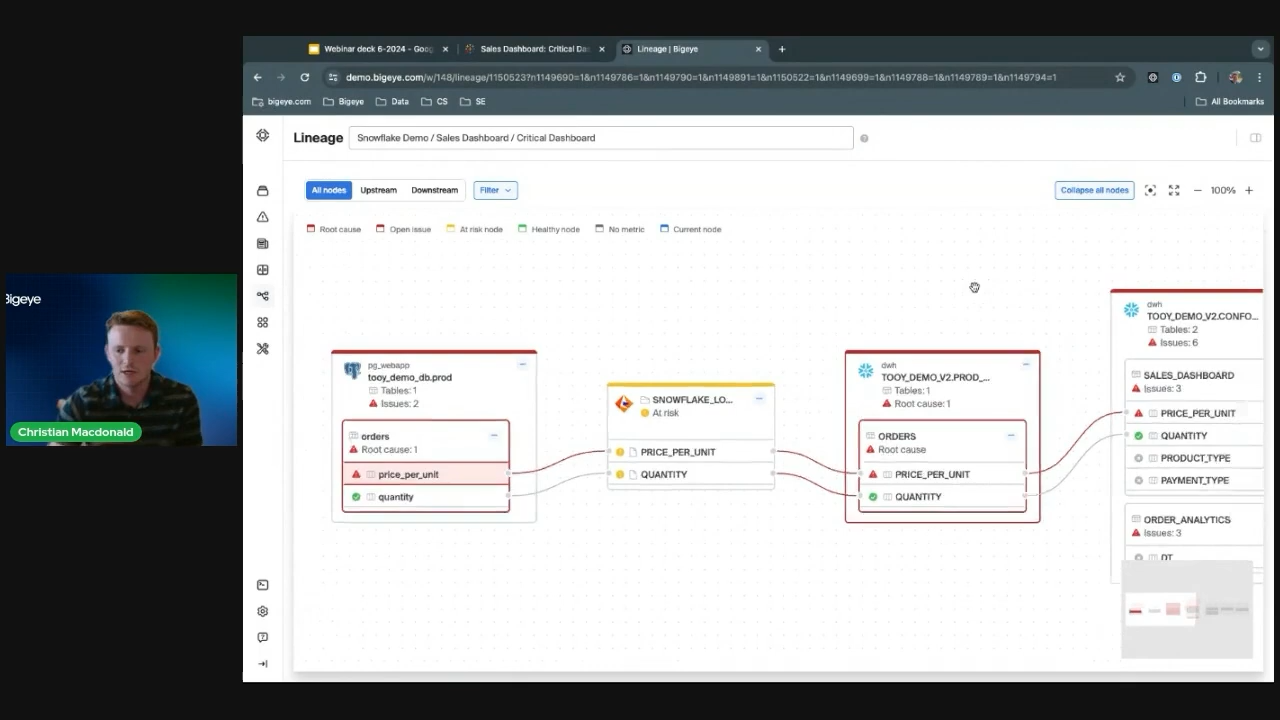 Webinar deck 6-2024 - Goog
Sales Dashboard: Critical Das
Lineage | Bigeye
demo.bigeye.com/w/148/lineage/1150523?n1149690=1&n1149786=1&n1149790=1&n1149891=1&n1150522=1&n1149699=1&n1149788=1&n1149789=1&n1149794=1
bigeye.com
Bigeye
Data
CS
SE
All Bookmarks
Lineage
Snowflake Demo / Sales Dashboard / Critical Dashboard
All nodes
Upstream
Downstream
Filter
Collapse all nodes
100%
Root cause
Open issue
At risk node
Healthy node
No metric
Current node
pg_webapp
tooy_demo_db.prod
Tables: 1
Issues: 2
orders
Root cause: 1
price_per_unit
quantity
SNOWFLAKE_LO...
At risk
PRICE_PER_UNIT
QUANTITY
dwh
TOOY_DEMO_V2.PROD_...
Tables: 1
Root cause: 1
ORDERS
Root cause
PRICE_PER_UNIT
QUANTITY
dwh
TOOY_DEMO_V2.CONFO...
Tables: 2
Issues: 6
SALES_DASHBOARD
Issues: 3
PRICE_PER_UNIT
QUANTITY
PRODUCT_TYPE
PAYMENT_TYPE
ORDER_ANALYTICS
Issues: 3
DT
Bigeye
Christian Macdonald